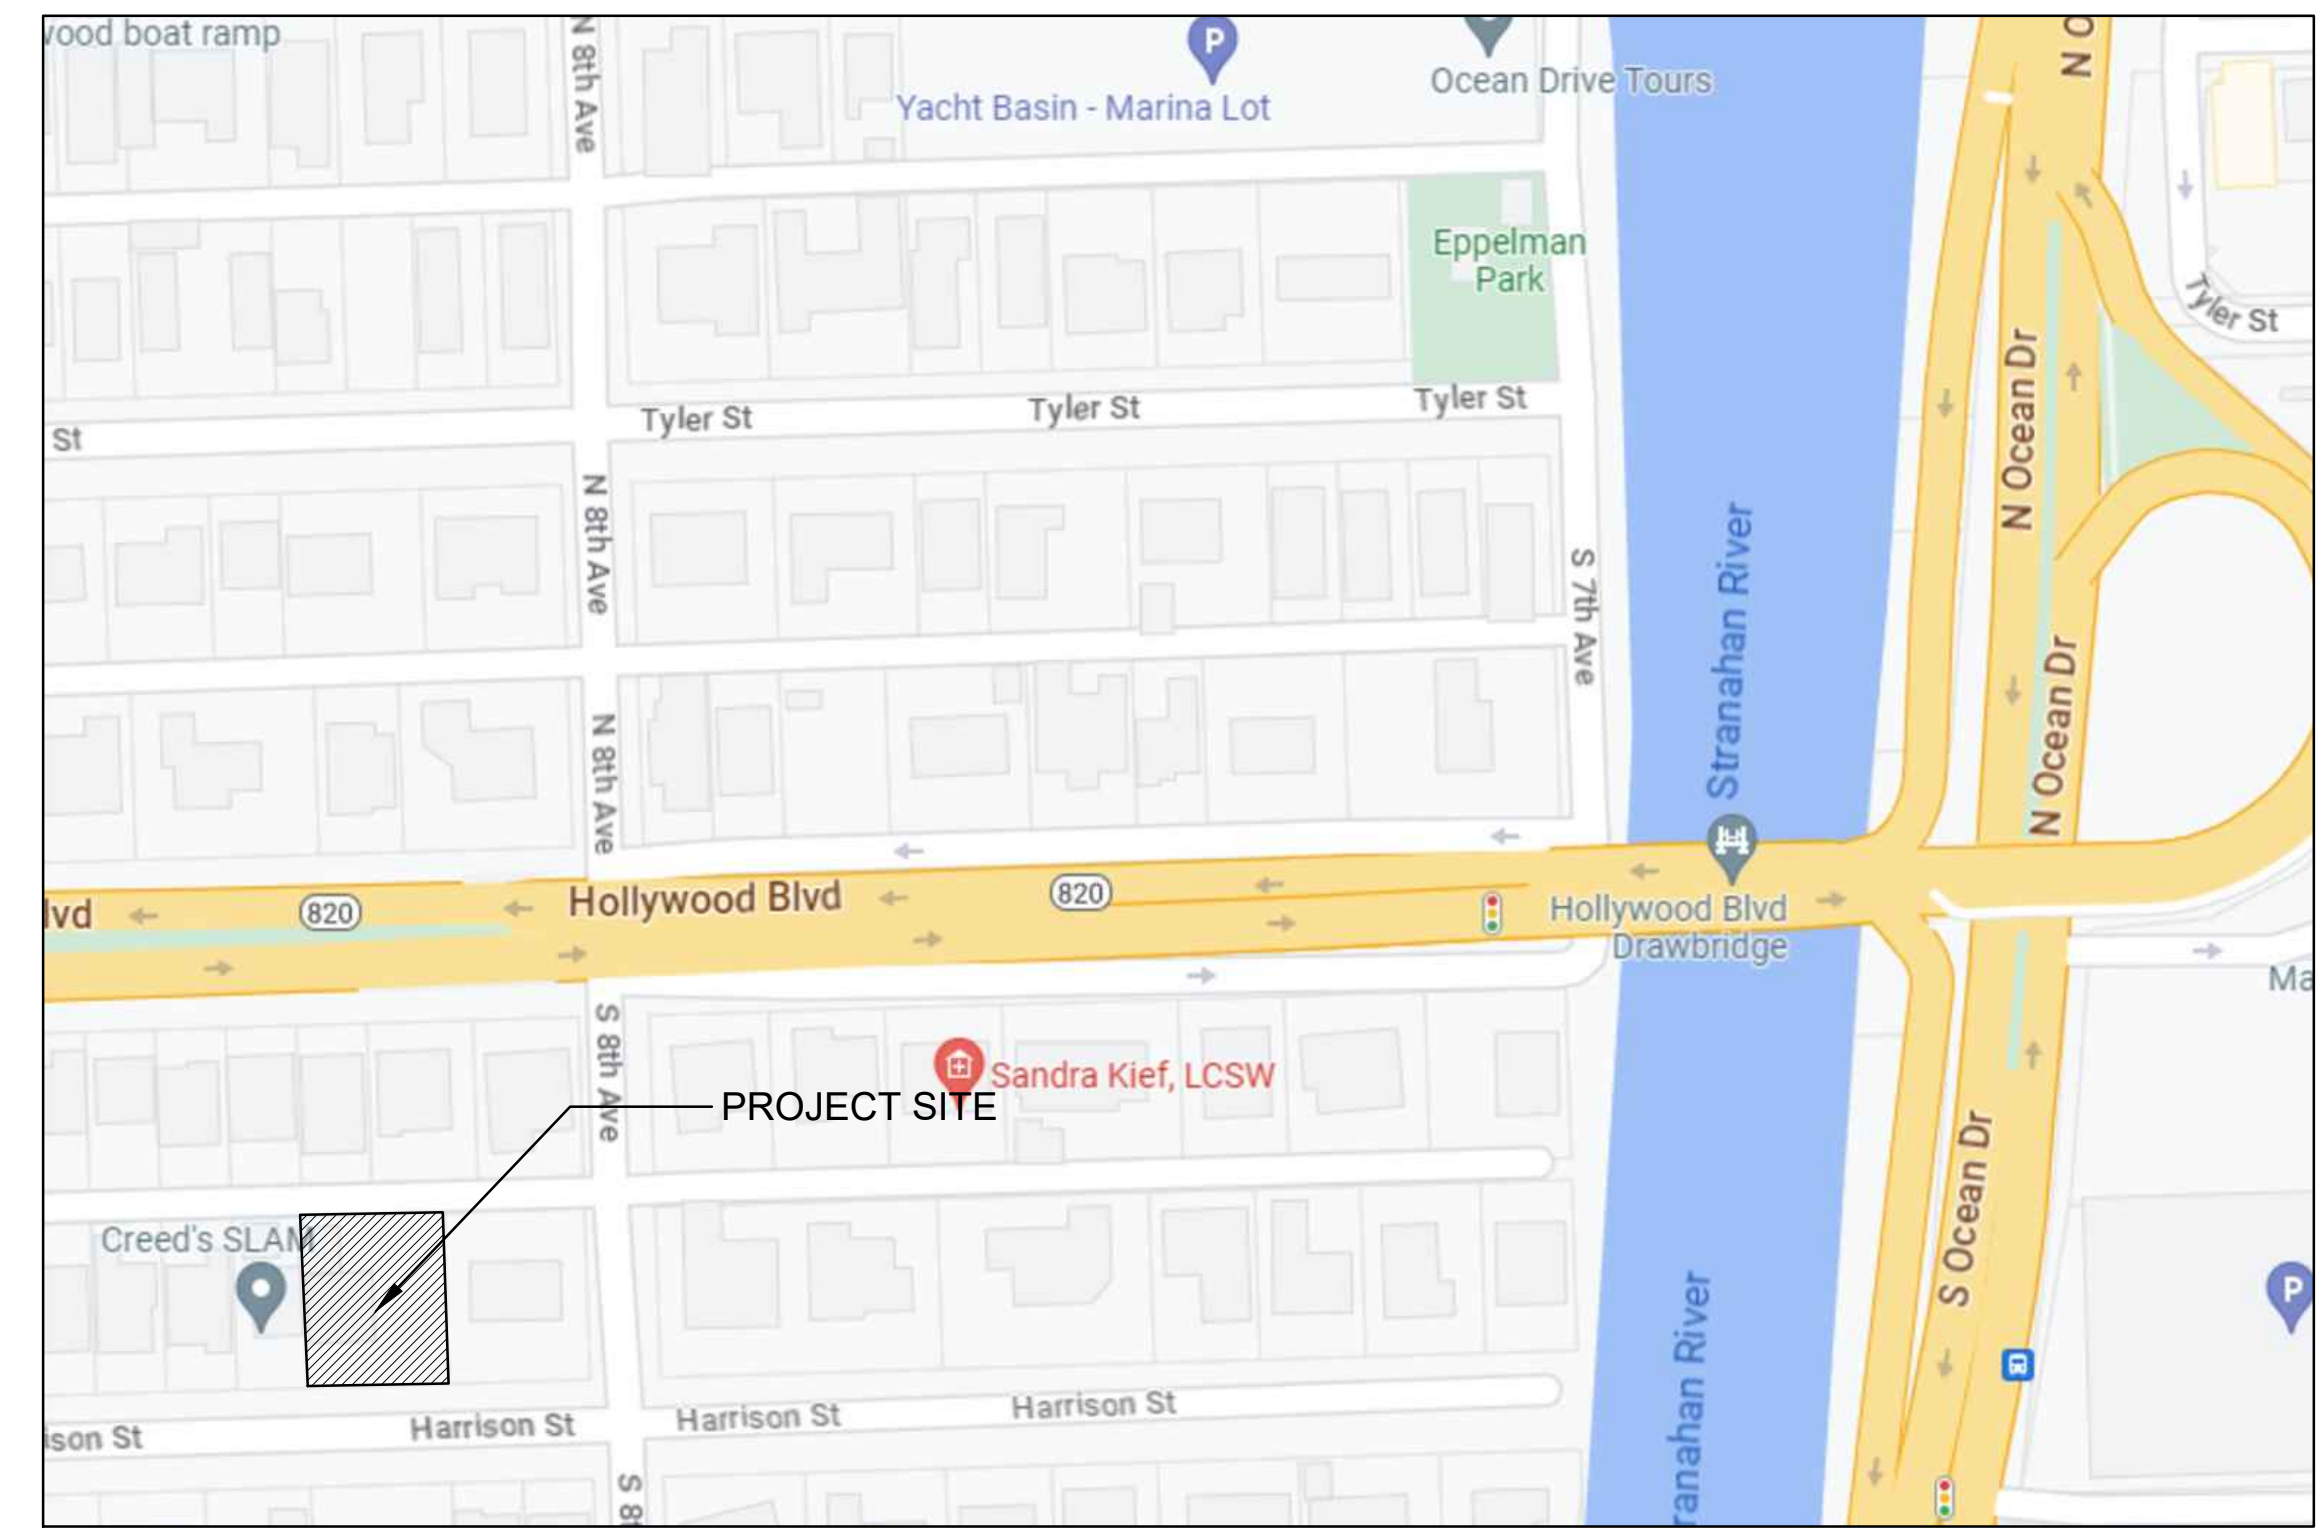 wood boat ramp
N 8th Ave
P
Yacht Basin - Marina Lot
Ocean Drive Tours
N O
Eppelman
Park
Tyler St
N Ocean Dr
Tyler St
Tyler St
Tyler St
St
N 8th Ave
Stranahan River
S 7th Ave
N Ocean Dr
N 8th Ave
lvd
820
Hollywood Blvd
820
Hollywood Blvd
Drawbridge
Ma
S 8th Ave
Sandra Kief, LCSW
PROJECT SITE
S Ocean Dr
Creed's SLAM
P
ranahan River
ison St
Harrison St
Harrison St
Harrison St
S 8t